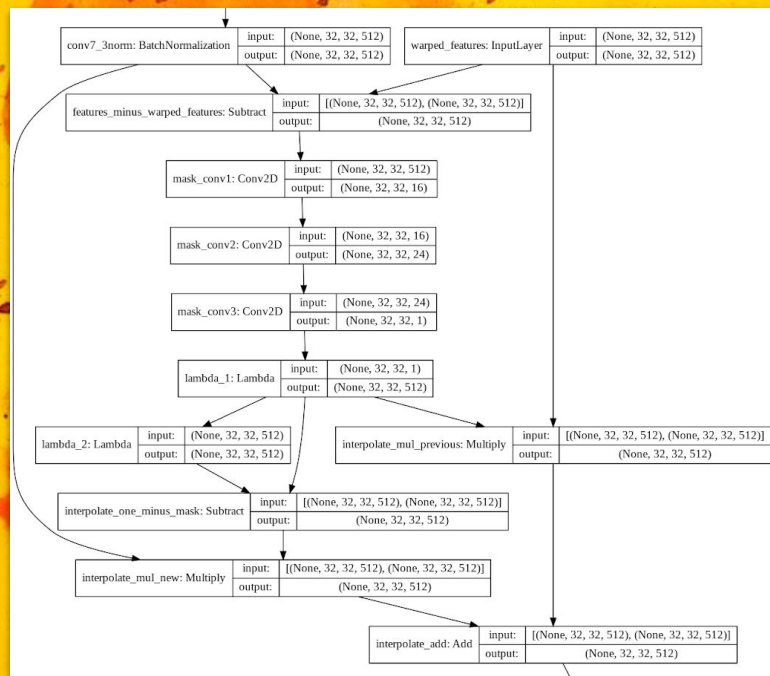 conv7_3norm: BatchNormalization input: (None, 32, 32, 512)
output: (None, 32, 32, 512)
warped_features: InputLayer input: (None, 32, 32, 512)
output: (None, 32, 32, 512)
features_minus_warped_features: Subtract input: [(None, 32, 32, 512), (None, 32, 32, 512)]
output: (None, 32, 32, 512)
mask_conv1: Conv2D input: (None, 32, 32, 512)
output: (None, 32, 32, 16)
mask_conv2: Conv2D input: (None, 32, 32, 16)
output: (None, 32, 32, 24)
mask_conv3: Conv2D input: (None, 32, 32, 24)
output: (None, 32, 32, 1)
lambda_1: Lambda input: (None, 32, 32, 1)
output: (None, 32, 32, 512)
lambda_2: Lambda input: (None, 32, 32, 512)
output: (None, 32, 32, 512)
interpolate_mul_previous: Multiply input: [(None, 32, 32, 512), (None, 32, 32, 512)]
output: (None, 32, 32, 512)
interpolate_one_minus_mask: Subtract input: [(None, 32, 32, 512), (None, 32, 32, 512)]
output: (None, 32, 32, 512)
interpolate_mul_new: Multiply input: [(None, 32, 32, 512), (None, 32, 32, 512)]
output: (None, 32, 32, 512)
interpolate_add: Add input: [(None, 32, 32, 512), (None, 32, 32, 512)]
output: (None, 32, 32, 512)